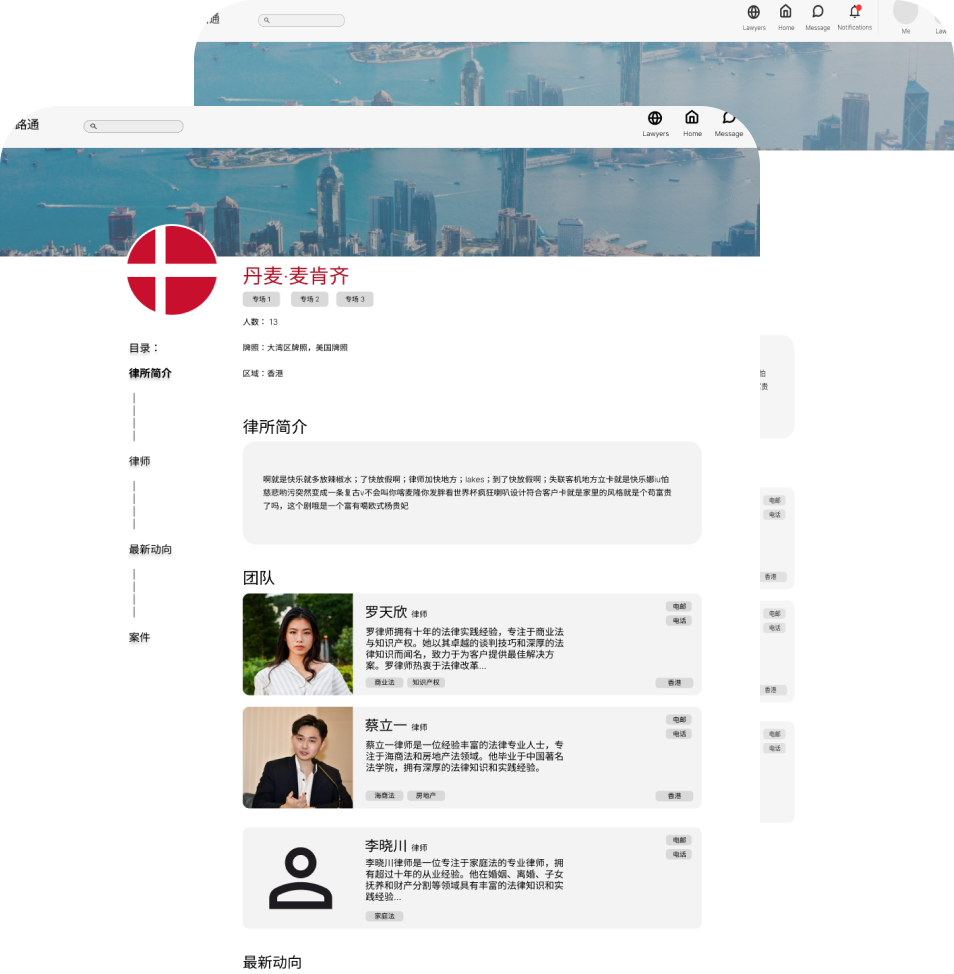 通
Lawyers
Home
Message
Notifications
Me
Law
路通
Lawyers
Home
Message
丹麦·麦肯齐
专场 1
专场 2
专场 3
人数： 13
牌照：大湾区牌照，美国牌照
区域：香港
目录：
律所简介
律师
最新动向
案件
律所简介
啊就是快乐就多放辣椒水；了快放假啊；律师加快地方；lakes；到了快放假啊；失联客机地方立卡就是快乐娜iu怕
慈悲哟污突然变成一条复古v不会叫你喀麦隆你发胖看世界杯疯狂喇叭设计符合客户卡就是家里的风格就是个苟富贵
了吗，这个剧哦是一个富有噶欧式杨贵妃
团队
罗天欣 律师
罗律师拥有十年的法律实践经验，专注于商业法
与知识产权。她以其卓越的谈判技巧和深厚的法
律知识而闻名，致力于为客户提供最佳解决方
案。罗律师热衷于法律改革...
商业法
知识产权
电邮
电话
香港
蔡立一 律师
蔡立一律师是一位经验丰富的法律专业人士，专
注于海商法和房地产法领域。他毕业于中国著名
法学院，拥有深厚的法律知识和实践经验。
海商法
房地产
电邮
电话
香港
李晓川 律师
李晓川律师是一位专注于家庭法的专业律师，拥
有超过十年的从业经验。他在婚姻、离婚、子女
抚养和财产分割等领域具有丰富的法律知识和实
践经验...
家庭法
电邮
电话
最新动向
怕
贵
电邮
电话
香港
电邮
电话
香港
电邮
电话